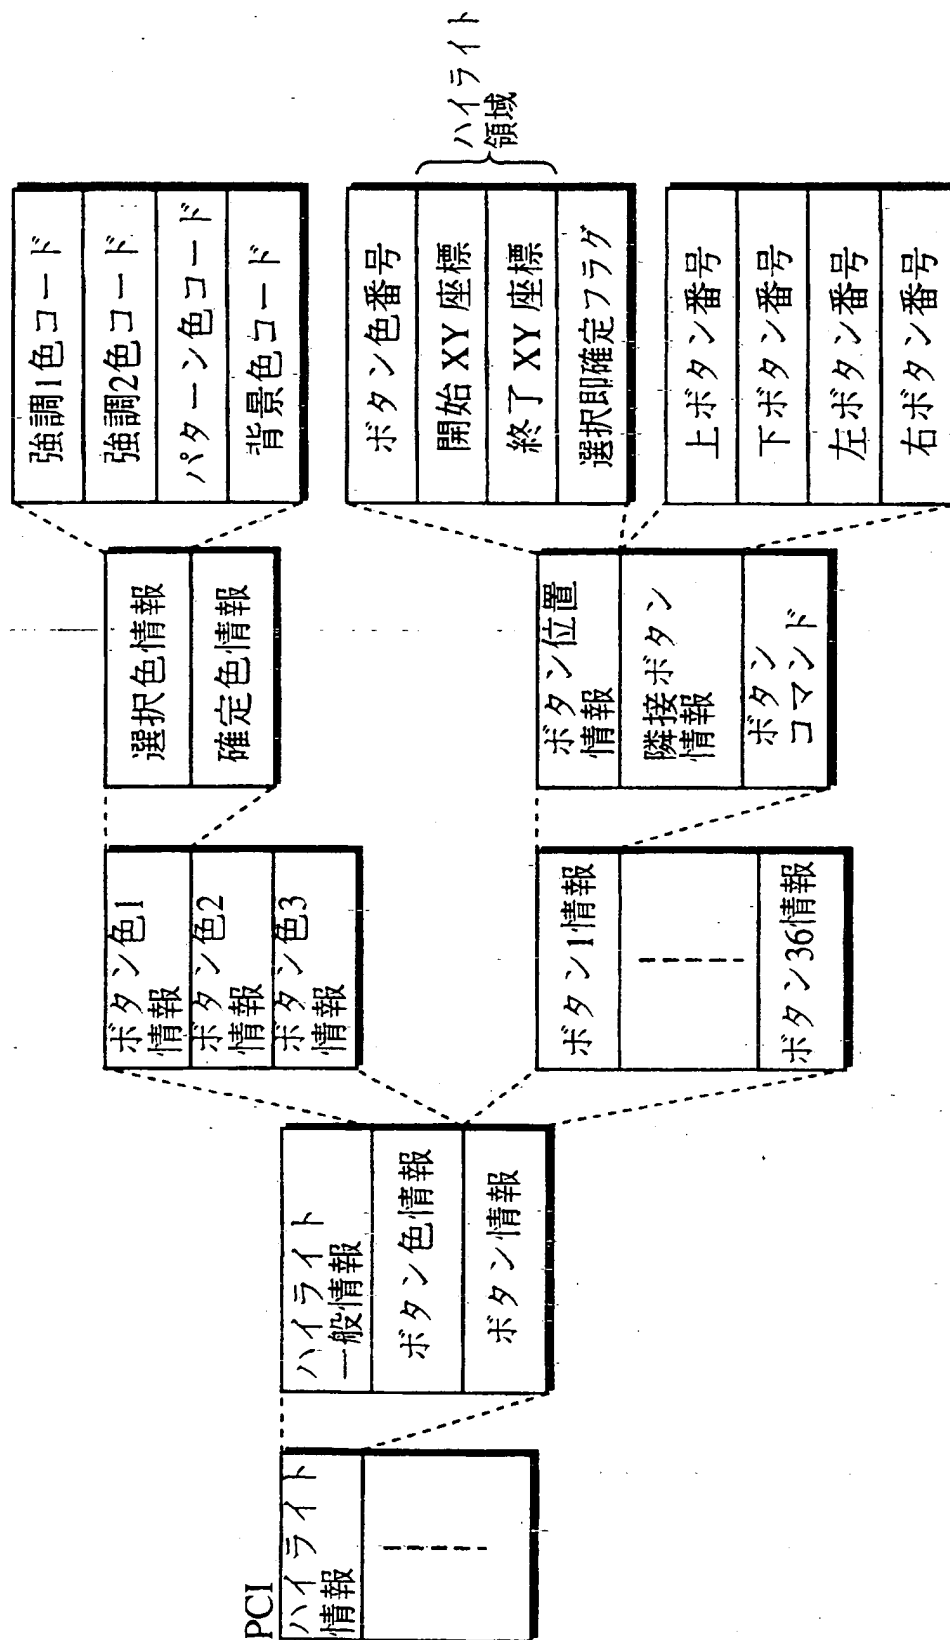 PCI
ハイライト
情報
ハイライト
一般情報
ボタン色情報
ボタン情報
ボタン色1
情報
ボタン色2
情報
ボタン色3
情報
ボタン1情報
ボタン36情報
選択色情報
確定色情報
ボタン位置
情報
隣接ボタン
情報
ボタン
コマンド
強調1色コード
強調2色コード
パターン色コード
背景色コード
ボタン色番号
開始 XY 座標
終了 XY 座標
選択即確定フラグ
ハイライト
領域
上ボタン番号
下ボタン番号
左ボタン番号
右ボタン番号